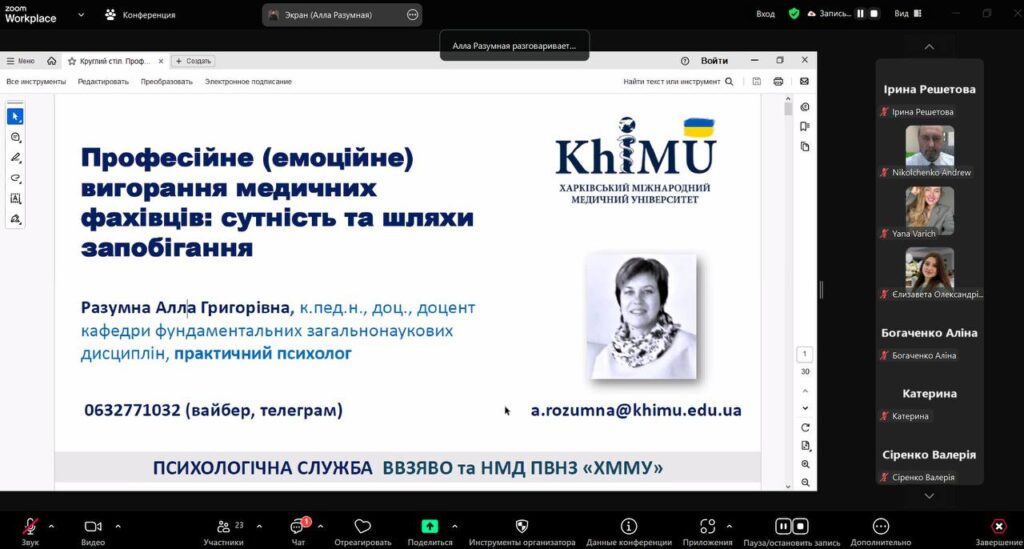 zoom
Workplace
Конференция
Экран (Алла Разумная)
Вход
Запись...
Вид
Алла Разумная разговаривает...
Меню
Круглий стіл. Проф...
Создать
Войти
Все инструменты
Редактировать
Преобразовать
Электронное подписание
Найти текст или инструмент
Професійне (емоційне)
вигорання медичних
фахівців: сутність та шляхи
запобігання
KhIMU
ХАРКІВСЬКИЙ МІЖНАРОДНИЙ
МЕДИЧНИЙ УНІВЕРСИТЕТ
Разумна Алла Григорівна, к.пед.н., доц., доцент
кафедри фундаментальних загальнонаукових
дисциплін, практичний психолог
0632771032 (вайбер, телеграм)
a.rozumna@khimu.edu.ua
ПСИХОЛОГІЧНА СЛУЖБА ВВЗЯВО та НМД ПВНЗ «ХММУ»
1
30
Ірина Решетова
Ірина Решетова
Nikolchenko Andrew
Yana Varich
Єлизавета Олександрі...
Богаченко Аліна
Богаченко Аліна
Катерина
Катерина
Сіренко Валерія
Сіренко Валерія
Звук
Видео
23
Участники
1
Чат
Отреагировать
Поделиться
Инструменты организатора
Данные конференции
Приложения
Пауза/остановить запись
Дополнительно
Завершение